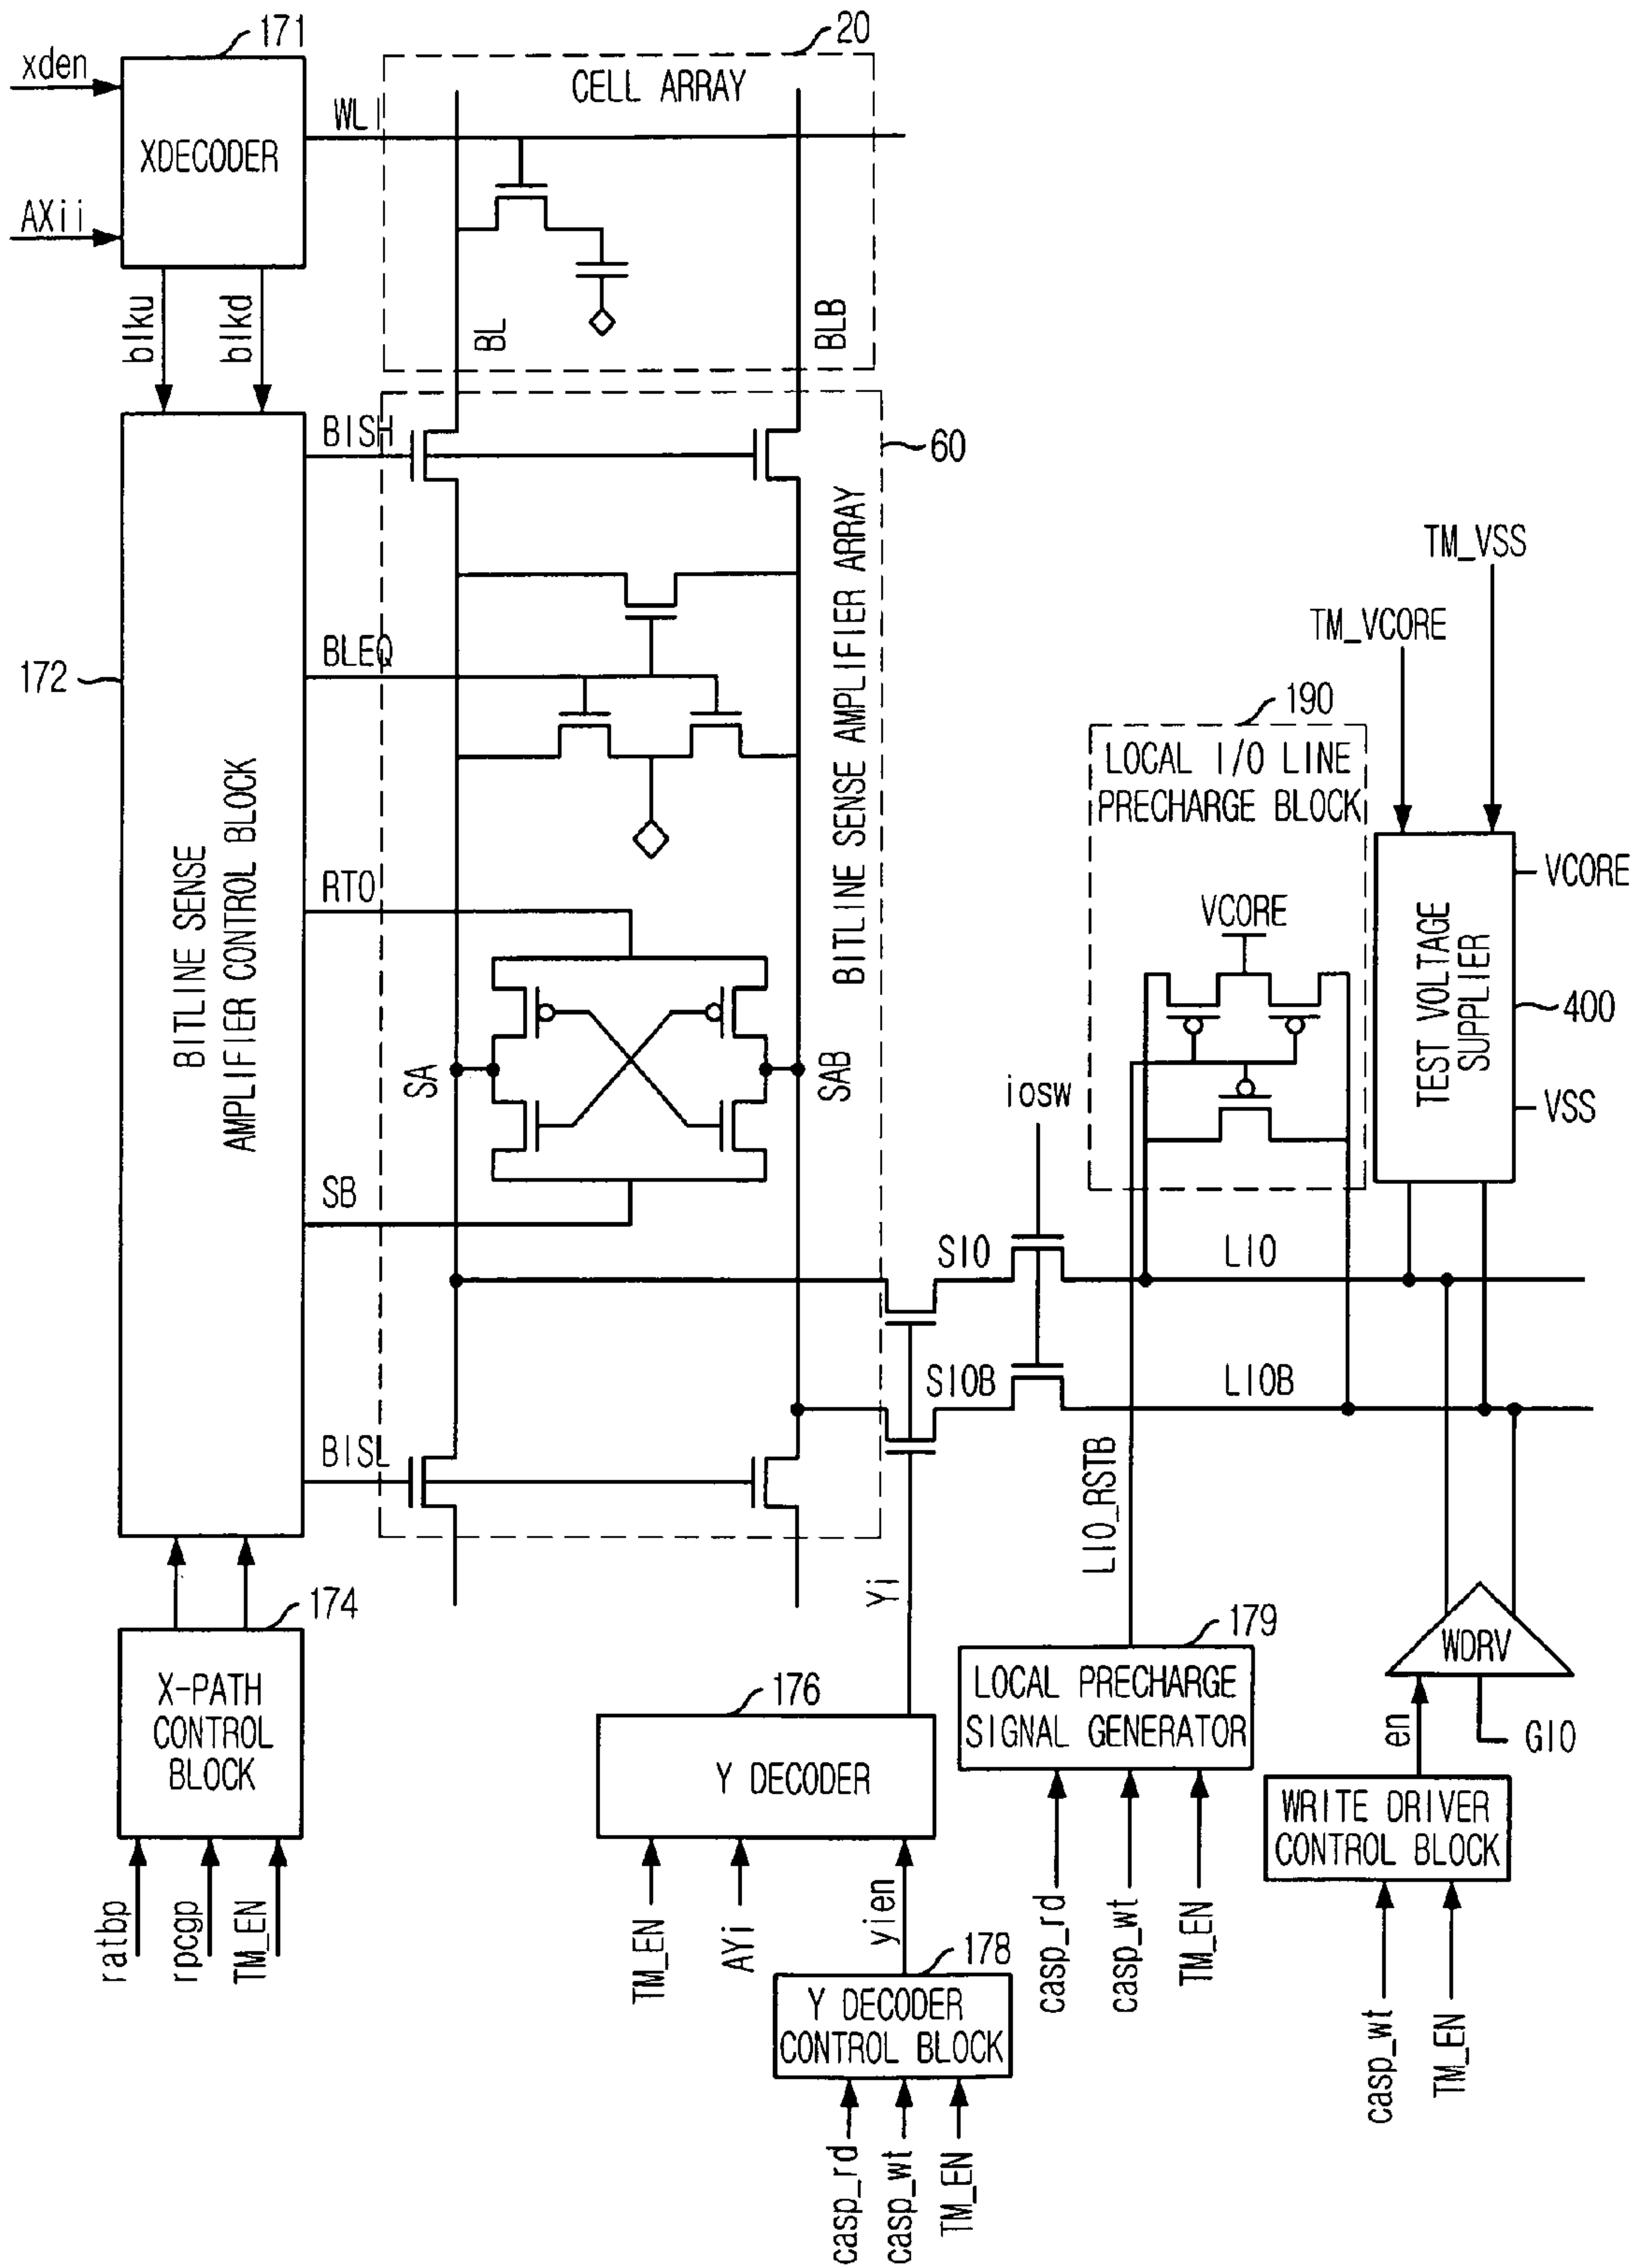 171
20
xden
CELL ARRAY
WLI
XDECODER
AXii
blku
blkd
BL
BLB
BISH
60
BITLINE SENSE AMPLIFIER ARRAY
TM_VSS
TM_VCORE
BLEQ
172
190
LOCAL I/O LINE
PRECHARGE BLOCK
BITLINE SENSE
AMPLIFIER CONTROL BLOCK
RTO
VCORE
VCORE
TEST VOLTAGE
SUPPLIER
400
SA
SAB
iosw
VSS
SB
SIO
LIO
SIOB
LIOB
BISL
LIO_RSTB
Yi
174
179
WDRV
X-PATH
CONTROL
BLOCK
176
LOCAL PRECHARGE
SIGNAL GENERATOR
en
GIO
Y DECODER
WRITE DRIVER
CONTROL BLOCK
ratbp
rpcgp
TM_EN
TM_EN
AYi
yien
178
casp_rd
casp_wt
TM_EN
Y DECODER
CONTROL BLOCK
casp_wt
TM_EN
casp_rd
casp_wt
TM_EN